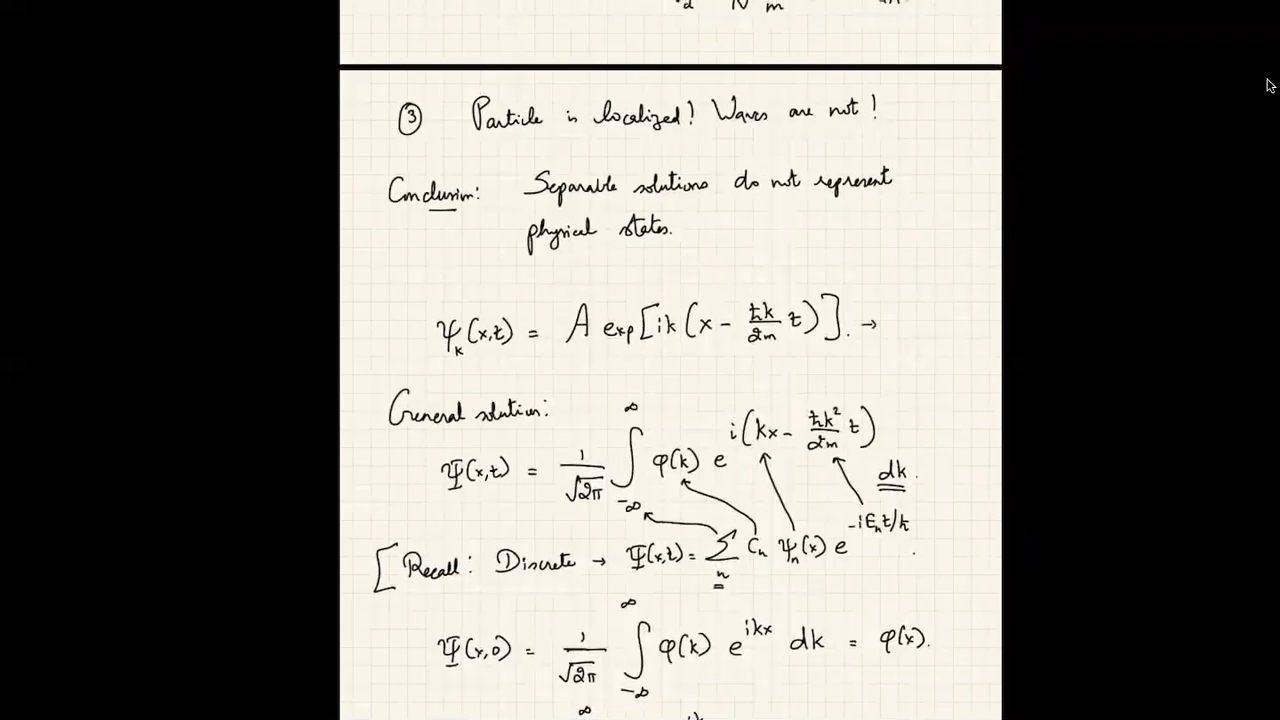 ③ Particle is localized! Waves are not!
Conclusion: Separable solutions do not represent
physical states.
ψ_k(x,t) = A exp[ik(x - ħk/2m t)]. →
General solution:
Ψ(x,t) = 1/√2π ∫_{-∞}^{∞} φ(k) e^{i(kx - ħk²/2m t)} dk.
[Recall: Discrete → Ψ(x,t) = Σ_n C_n ψ_n(x) e^{-iE_n t/ħ}.
Ψ(x,0) = 1/√2π ∫_{-∞}^{∞} φ(k) e^{ikx} dk = φ(x).
∞